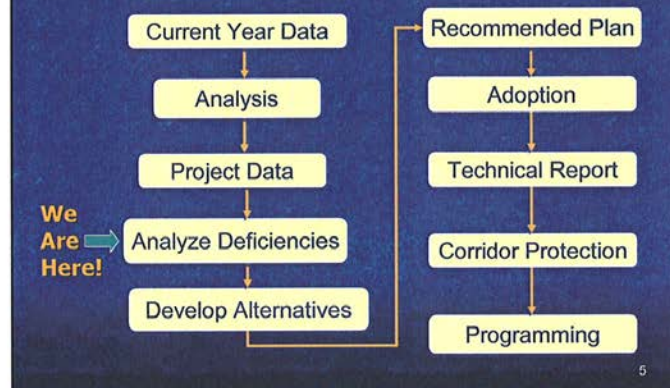 Current Year Data
Analysis
Project Data
We
Are
Here!
Analyze Deficiencies
Develop Alternatives
Recommended Plan
Adoption
Technical Report
Corridor Protection
Programming
5